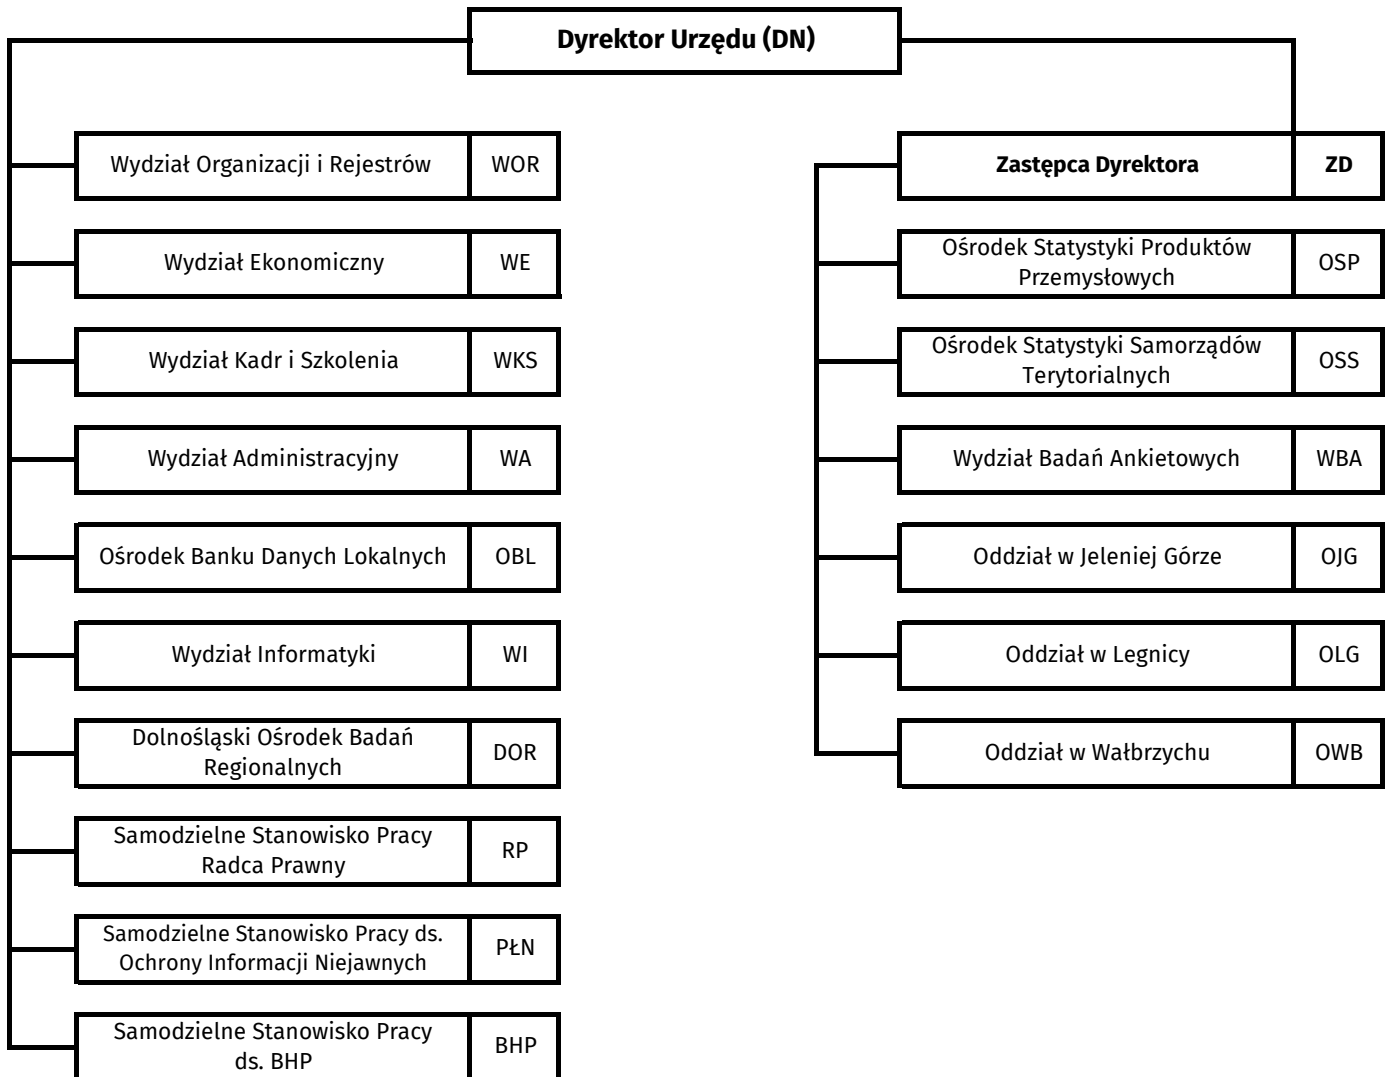 Dyrektor Urzędu (DN)
Wydział Organizacji i Rejestrów
WOR
Wydział Ekonomiczny
WE
Wydział Kadr i Szkolenia
WKS
Wydział Administracyjny
WA
Ośrodek Banku Danych Lokalnych
OBL
Wydział Informatyki
WI
Dolnośląski Ośrodek Badań
Regionalnych
DOR
Samodzielne Stanowisko Pracy
Radca Prawny
RP
Samodzielne Stanowisko Pracy ds.
Ochrony Informacji Niejawnych
PŁN
Samodzielne Stanowisko Pracy
ds. BHP
BHP
Zastępca Dyrektora
ZD
Ośrodek Statystyki Produktów
Przemysłowych
OSP
Ośrodek Statystyki Samorządów
Terytorialnych
OSS
Wydział Badań Ankietowych
WBA
Oddział w Jeleniej Górze
OJG
Oddział w Legnicy
OLG
Oddział w Wałbrzychu
OWB